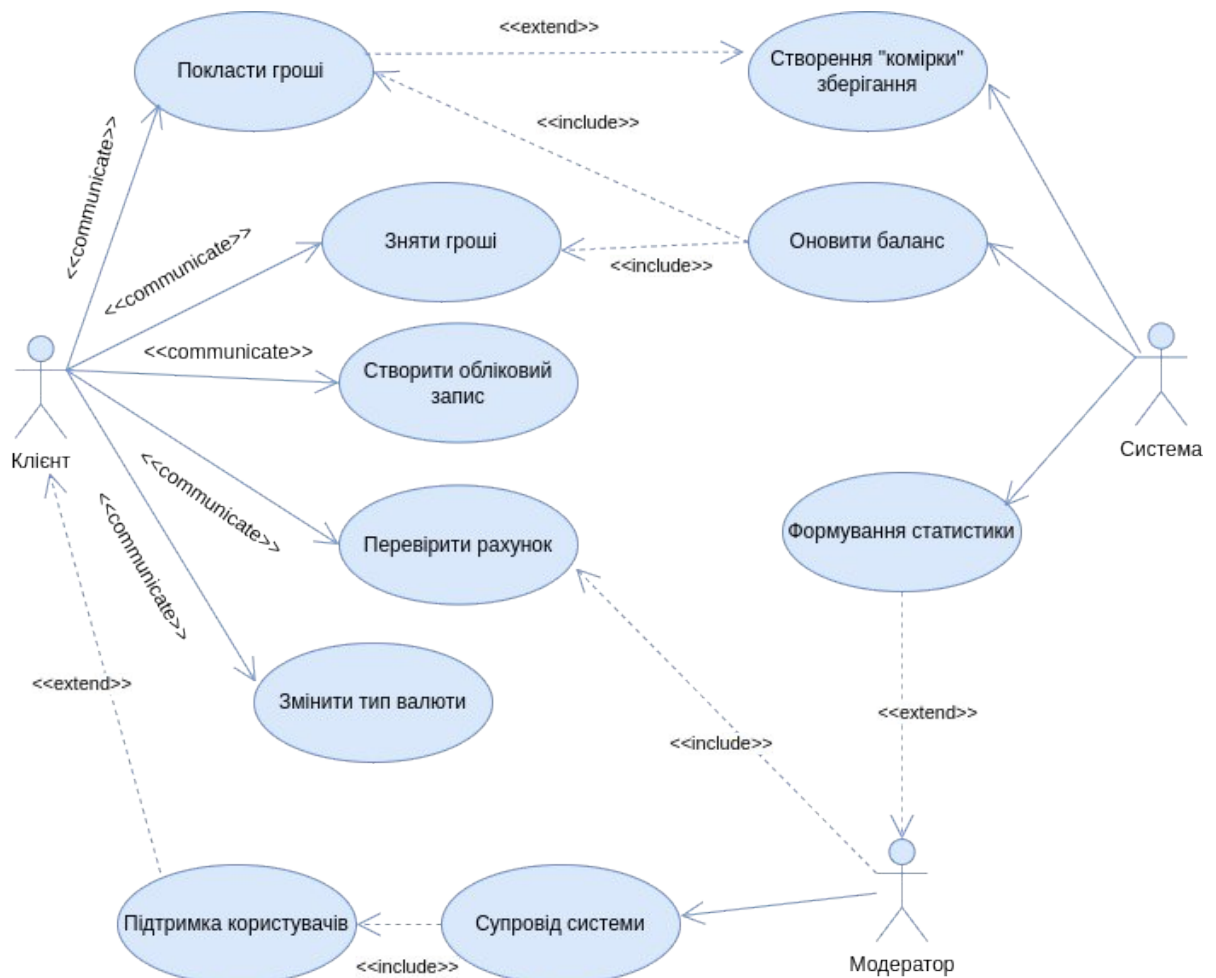 <<extend>>
Покласти гроші
Створення "комірки"
зберігання
<<include>>
<<communicate>>
Зняти гроші
Оновити баланс
<<communicate>>
<<include>>
<<communicate>>
Створити обліковий
запис
Клієнт
Система
<<communicate>>
Формування статистики
Перевірити рахунок
<<communicate>>
<<extend>>
Змінити тип валюти
<<extend>>
<<include>>
Підтримка користувачів
Супровід системи
<<include>>
Модератор